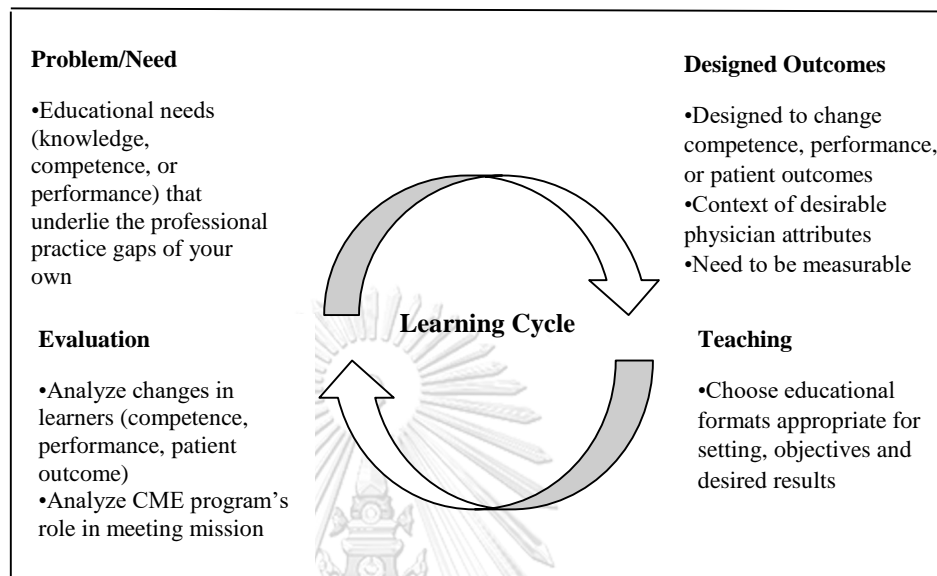 Problem/Need
•Educational needs
(knowledge,
competence, or
performance) that
underlie the professional
practice gaps of your
own
Designed Outcomes
•Designed to change
competence, performance,
or patient outcomes
•Context of desirable
physician attributes
•Need to be measurable
Learning Cycle
Evaluation
•Analyze changes in
learners (competence,
performance, patient
outcome)
•Analyze CME program’s
role in meeting mission
Teaching
•Choose educational
formats appropriate for
setting, objectives and
desired results